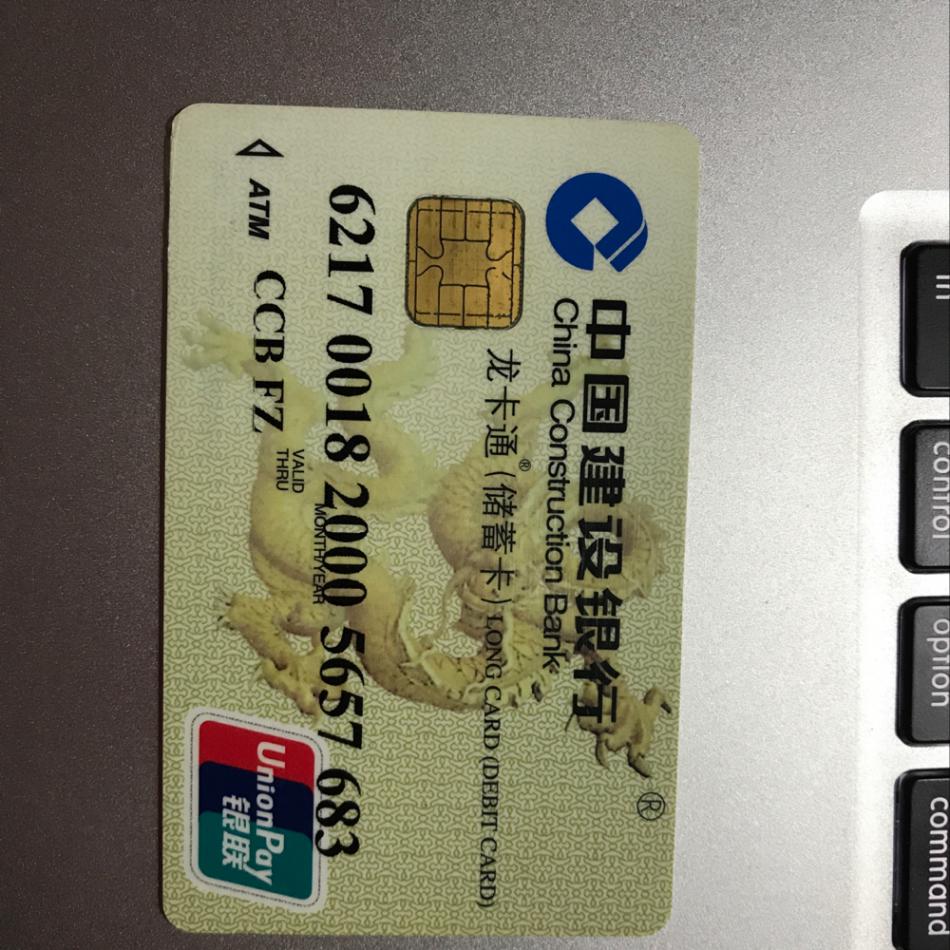 中国建设银行
China Construction Bank
®
龙卡通®(储蓄卡) LONG CARD (DEBIT CARD)
6217 0018 2000 5657 683
MONTH/YEAR
VALID
THRU
ATM
CCB FZ
UnionPay
银联
control
option
command